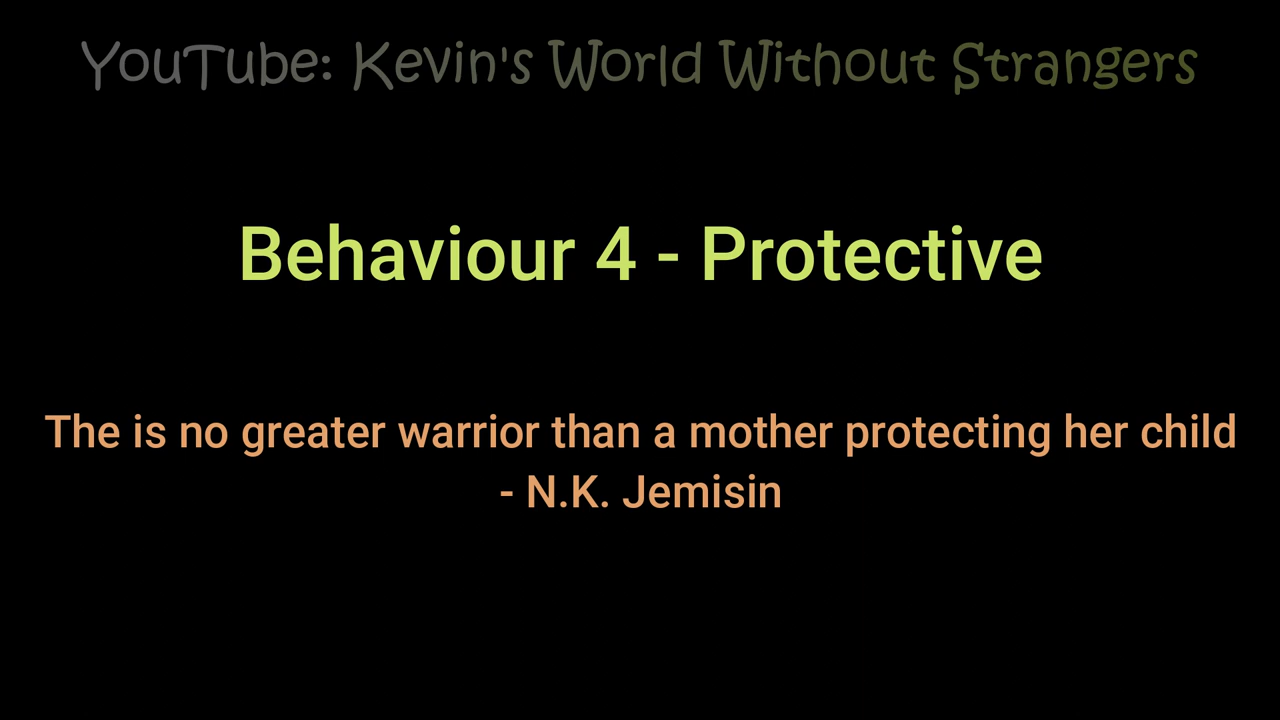 YouTube: Kevin's World Without Strangers
Behaviour 4 - Protective
The is no greater warrior than a mother protecting her child
- N.K. Jemisin